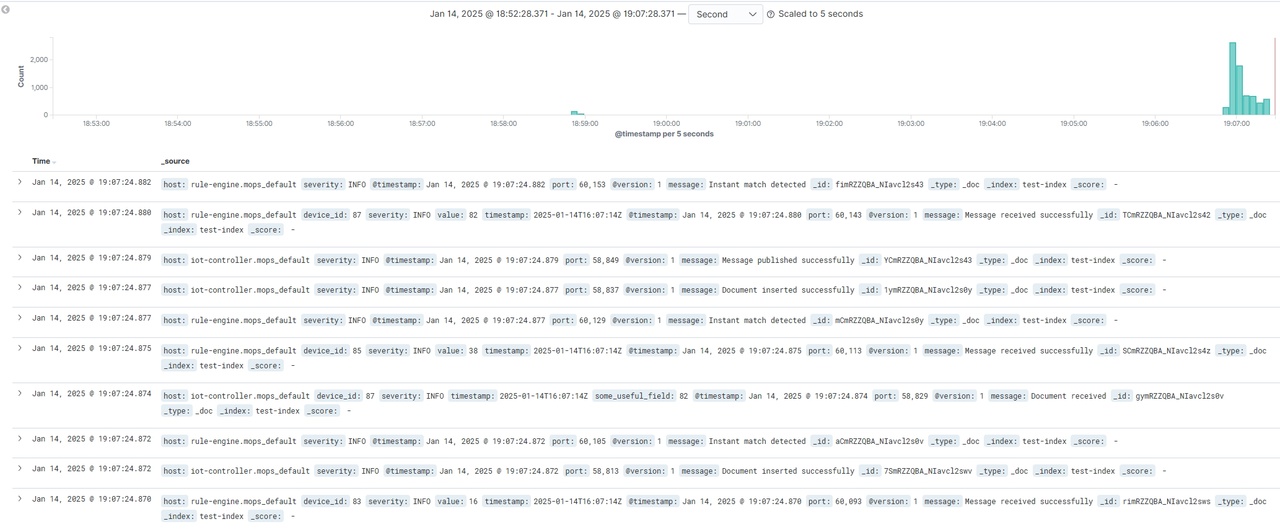 Jan 14, 2025 @ 18:52:28.371 - Jan 14, 2025 @ 19:07:28.371 — Second Scaled to 5 seconds
Count
2,000
1,000
0
18:53:00 18:54:00 18:55:00 18:56:00 18:57:00 18:58:00 18:59:00 19:00:00 19:01:00 19:02:00 19:03:00 19:04:00 19:05:00 19:06:00 19:07:00
@timestamp per 5 seconds
Time _source
Jan 14, 2025 @ 19:07:24.882 host: rule-engine.mops_default severity: INFO @timestamp: Jan 14, 2025 @ 19:07:24.882 port: 60,153 @version: 1 message: Instant match detected _id: fimRZZQBA_NIavcl2s43 _type: _doc _index: test-index _score: -
Jan 14, 2025 @ 19:07:24.880 host: rule-engine.mops_default device_id: 87 severity: INFO value: 82 timestamp: 2025-01-14T16:07:14Z @timestamp: Jan 14, 2025 @ 19:07:24.880 port: 60,143 @version: 1 message: Message received successfully _id: TCmRZZQBA_NIavcl2s42 _type: _doc
_index: test-index _score: -
Jan 14, 2025 @ 19:07:24.879 host: iot-controller.mops_default severity: INFO @timestamp: Jan 14, 2025 @ 19:07:24.879 port: 58,849 @version: 1 message: Message published successfully _id: YCmRZZQBA_NIavcl2s43 _type: _doc _index: test-index _score: -
Jan 14, 2025 @ 19:07:24.877 host: iot-controller.mops_default severity: INFO @timestamp: Jan 14, 2025 @ 19:07:24.877 port: 58,837 @version: 1 message: Document inserted successfully _id: 1ymRZZQBA_NIavcl2s0y _type: _doc _index: test-index _score: -
Jan 14, 2025 @ 19:07:24.877 host: rule-engine.mops_default severity: INFO @timestamp: Jan 14, 2025 @ 19:07:24.877 port: 60,129 @version: 1 message: Instant match detected _id: mCmRZZQBA_NIavcl2s0y _type: _doc _index: test-index _score: -
Jan 14, 2025 @ 19:07:24.875 host: rule-engine.mops_default device_id: 85 severity: INFO value: 38 timestamp: 2025-01-14T16:07:14Z @timestamp: Jan 14, 2025 @ 19:07:24.875 port: 60,113 @version: 1 message: Message received successfully _id: SCmRZZQBA_NIavcl2s4z _type: _doc
_index: test-index _score: -
Jan 14, 2025 @ 19:07:24.874 host: iot-controller.mops_default device_id: 87 severity: INFO timestamp: 2025-01-14T16:07:14Z some_useful_field: 82 @timestamp: Jan 14, 2025 @ 19:07:24.874 port: 58,829 @version: 1 message: Document received _id: gymRZZQBA_NIavcl2s0v
_type: _doc _index: test-index _score: -
Jan 14, 2025 @ 19:07:24.872 host: rule-engine.mops_default severity: INFO @timestamp: Jan 14, 2025 @ 19:07:24.872 port: 60,105 @version: 1 message: Instant match detected _id: aCmRZZQBA_NIavcl2s0v _type: _doc _index: test-index _score: -
Jan 14, 2025 @ 19:07:24.872 host: iot-controller.mops_default severity: INFO @timestamp: Jan 14, 2025 @ 19:07:24.872 port: 58,813 @version: 1 message: Document inserted successfully _id: 7SmRZZQBA_NIavcl2swv _type: _doc _index: test-index _score: -
Jan 14, 2025 @ 19:07:24.870 host: rule-engine.mops_default device_id: 83 severity: INFO value: 16 timestamp: 2025-01-14T16:07:14Z @timestamp: Jan 14, 2025 @ 19:07:24.870 port: 60,093 @version: 1 message: Message received successfully _id: rimRZZQBA_NIavcl2sws _type: _doc
_index: test-index _score: -